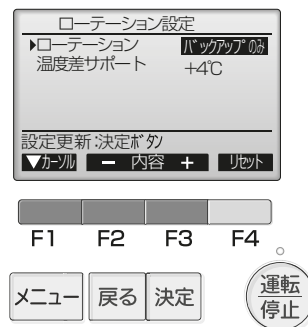 ローテーション設定
▶ローテーション バックアップのみ
温度差サポート +4℃
設定更新:決定ボタン
▼カーソル − 内容 + リセット
F1 F2 F3 F4
メニュー 戻る 決定 運転
停止